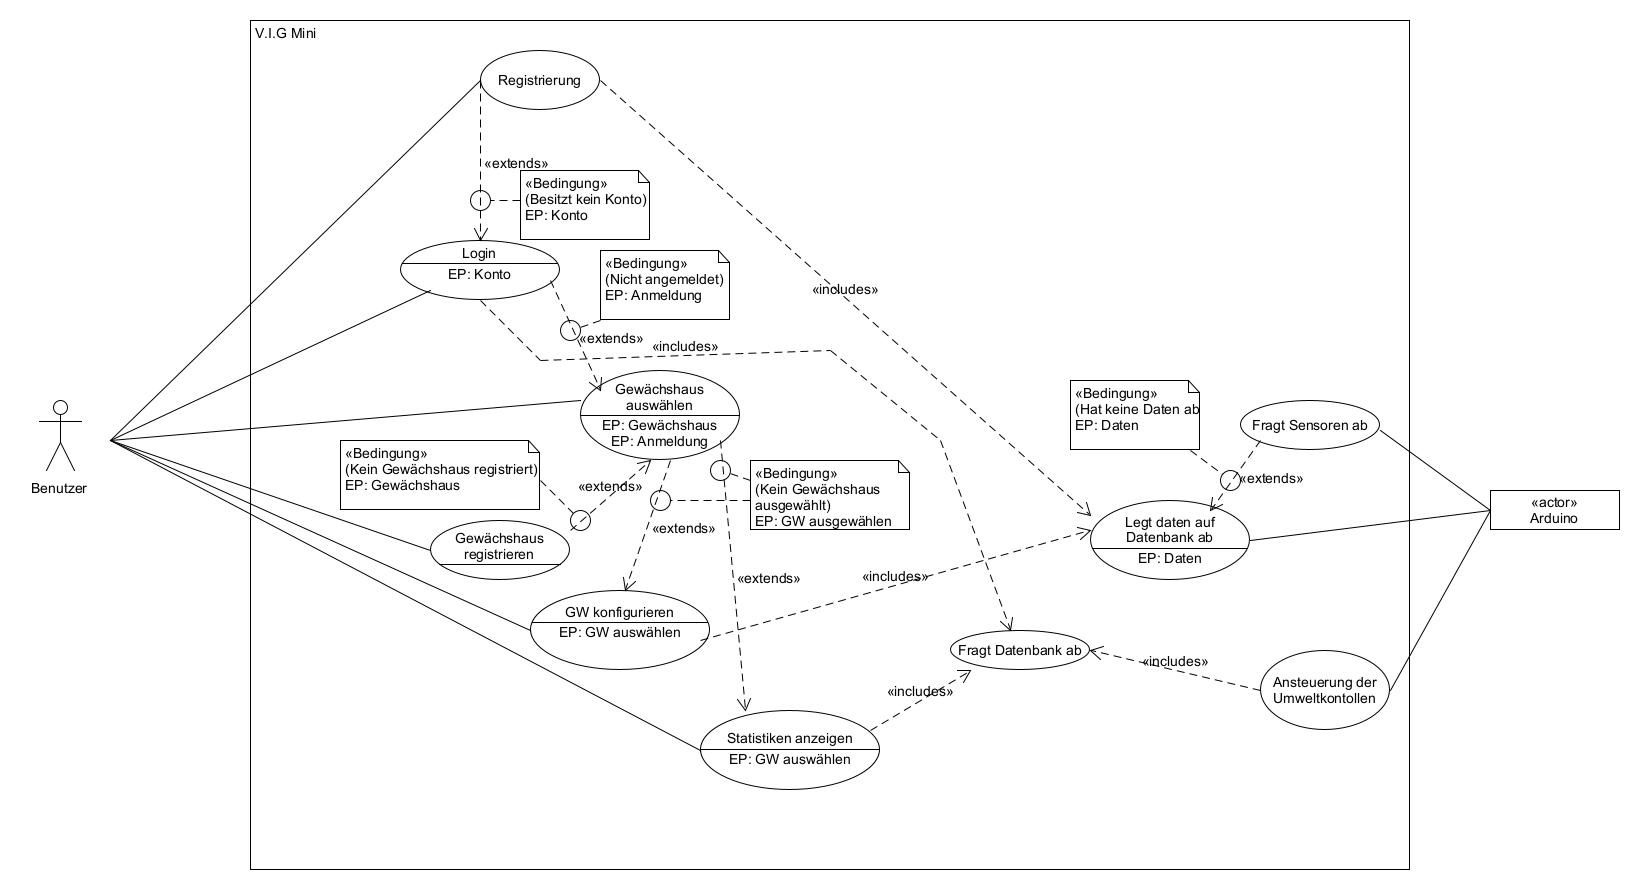 V.I.G Mini
Registrierung
«extends»
«Bedingung»
(Besitzt kein Konto)
EP: Konto
Login
EP: Konto
«Bedingung»
(Nicht angemeldet)
EP: Anmeldung
«includes»
«extends»
«includes»
Gewächshaus
auswählen
EP: Gewächshaus
EP: Anmeldung
«Bedingung»
(Hat keine Daten ab
EP: Daten
Fragt Sensoren ab
«extends»
Benutzer
«Bedingung»
(Kein Gewächshaus registriert)
EP: Gewächshaus
«extends»
«Bedingung»
(Kein Gewächshaus
ausgewählt)
EP: GW ausgewählen
«actor»
Arduino
Legt daten auf
Datenbank ab
EP: Daten
Gewächshaus
registrieren
«extends»
«extends»
«includes»
GW konfigurieren
EP: GW auswählen
Fragt Datenbank ab
«includes»
Ansteuerung der
Umweltkontollen
«includes»
Statistiken anzeigen
EP: GW auswählen